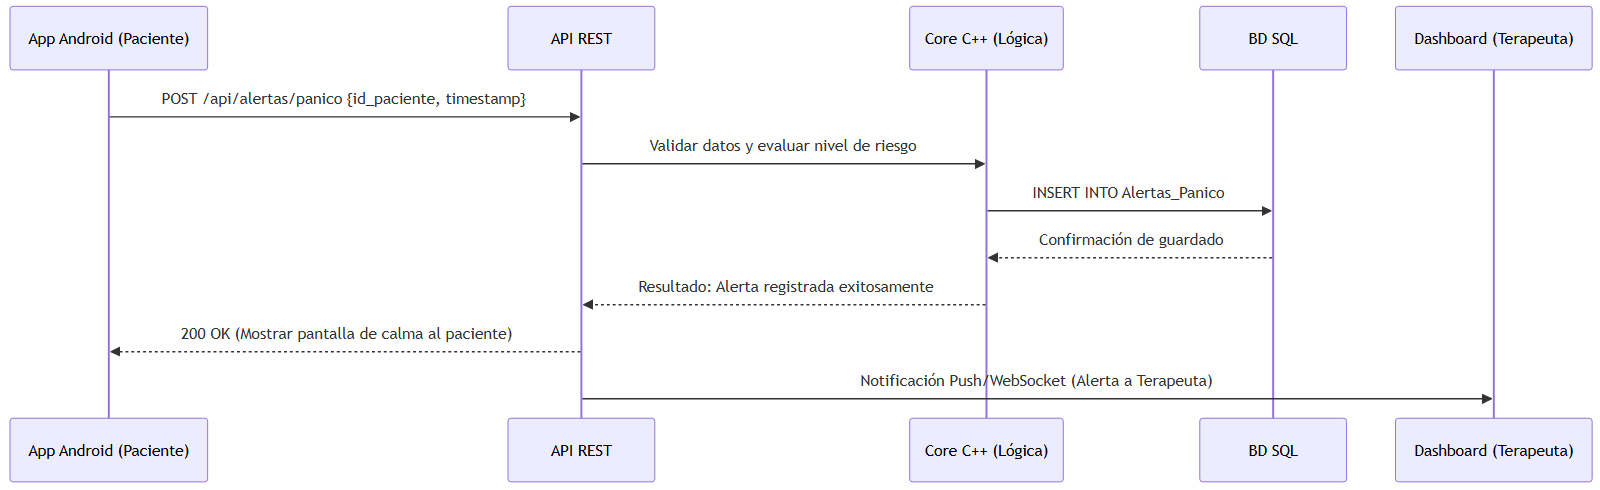 App Android (Paciente)
API REST
Core C++ (Lógica)
BD SQL
Dashboard (Terapeuta)
POST /api/alertas/panico {id_paciente, timestamp}
Validar datos y evaluar nivel de riesgo
INSERT INTO Alertas_Panico
Confirmación de guardado
Resultado: Alerta registrada exitosamente
200 OK (Mostrar pantalla de calma al paciente)
Notificación Push/WebSocket (Alerta a Terapeuta)
App Android (Paciente)
API REST
Core C++ (Lógica)
BD SQL
Dashboard (Terapeuta)